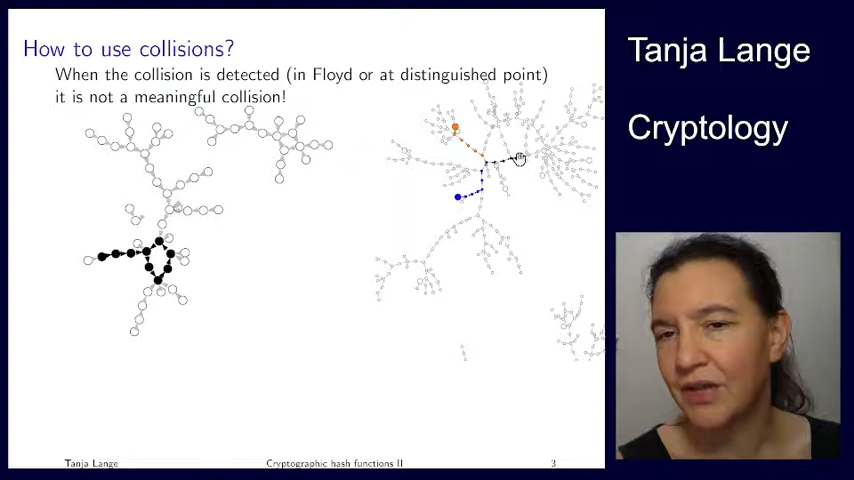 How to use collisions?
When the collision is detected (in Floyd or at distinguished point)
it is not a meaningful collision!
Tanja Lange
Cryptology
Tanja Lange
Cryptographic hash functions II
3